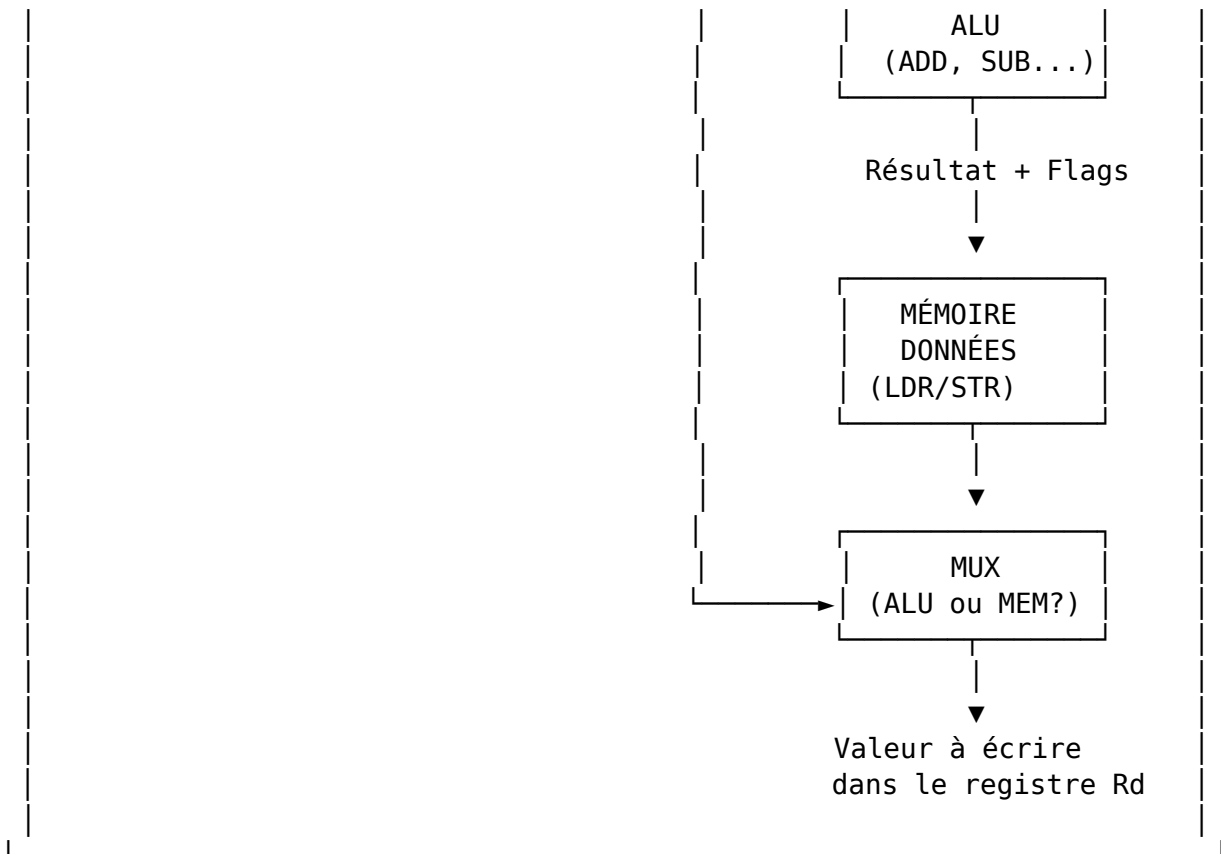 ALU
(ADD, SUB...)
Résultat + Flags
MÉMOIRE
DONNÉES
(LDR/STR)
MUX
(ALU ou MEM?)
Valeur à écrire
dans le registre Rd